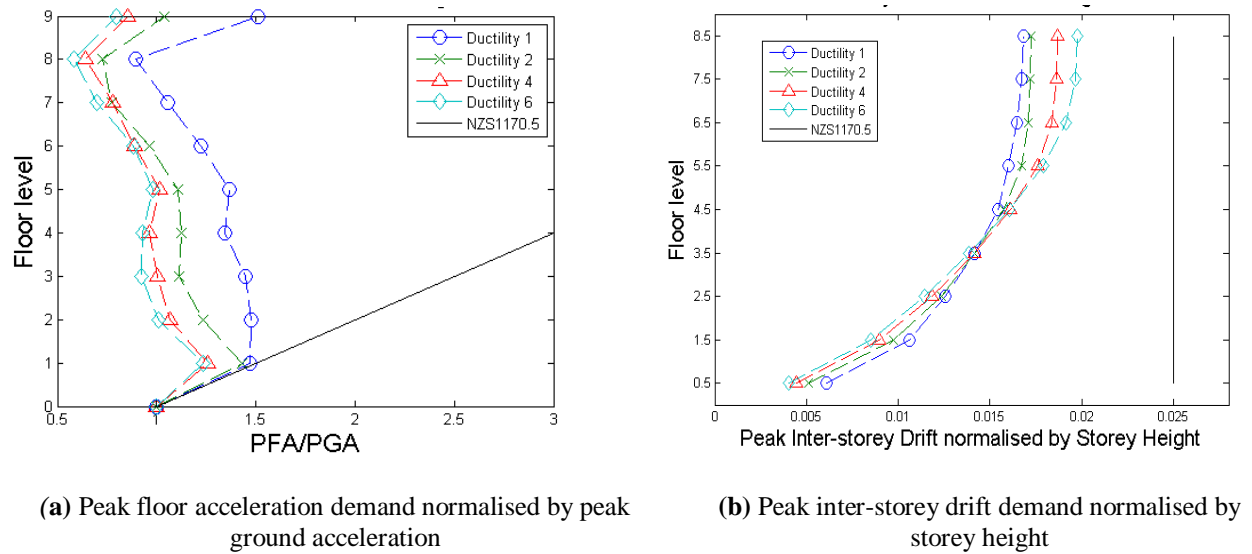 9
8
7
6
5
4
3
2
1
0
0.5
1
1.5
2
2.5
3
Floor level
PFA/PGA
Ductility 1
Ductility 2
Ductility 4
Ductility 6
NZS1170.5
8.5
7.5
6.5
5.5
4.5
3.5
2.5
1.5
0.5
0
0.005
0.01
0.015
0.02
0.025
Floor level
Peak Inter-storey Drift normalised by Storey Height
Ductility 1
Ductility 2
Ductility 4
Ductility 6
NZS1170.5
(a) Peak floor acceleration demand normalised by peak
ground acceleration
(b) Peak inter-storey drift demand normalised by
storey height